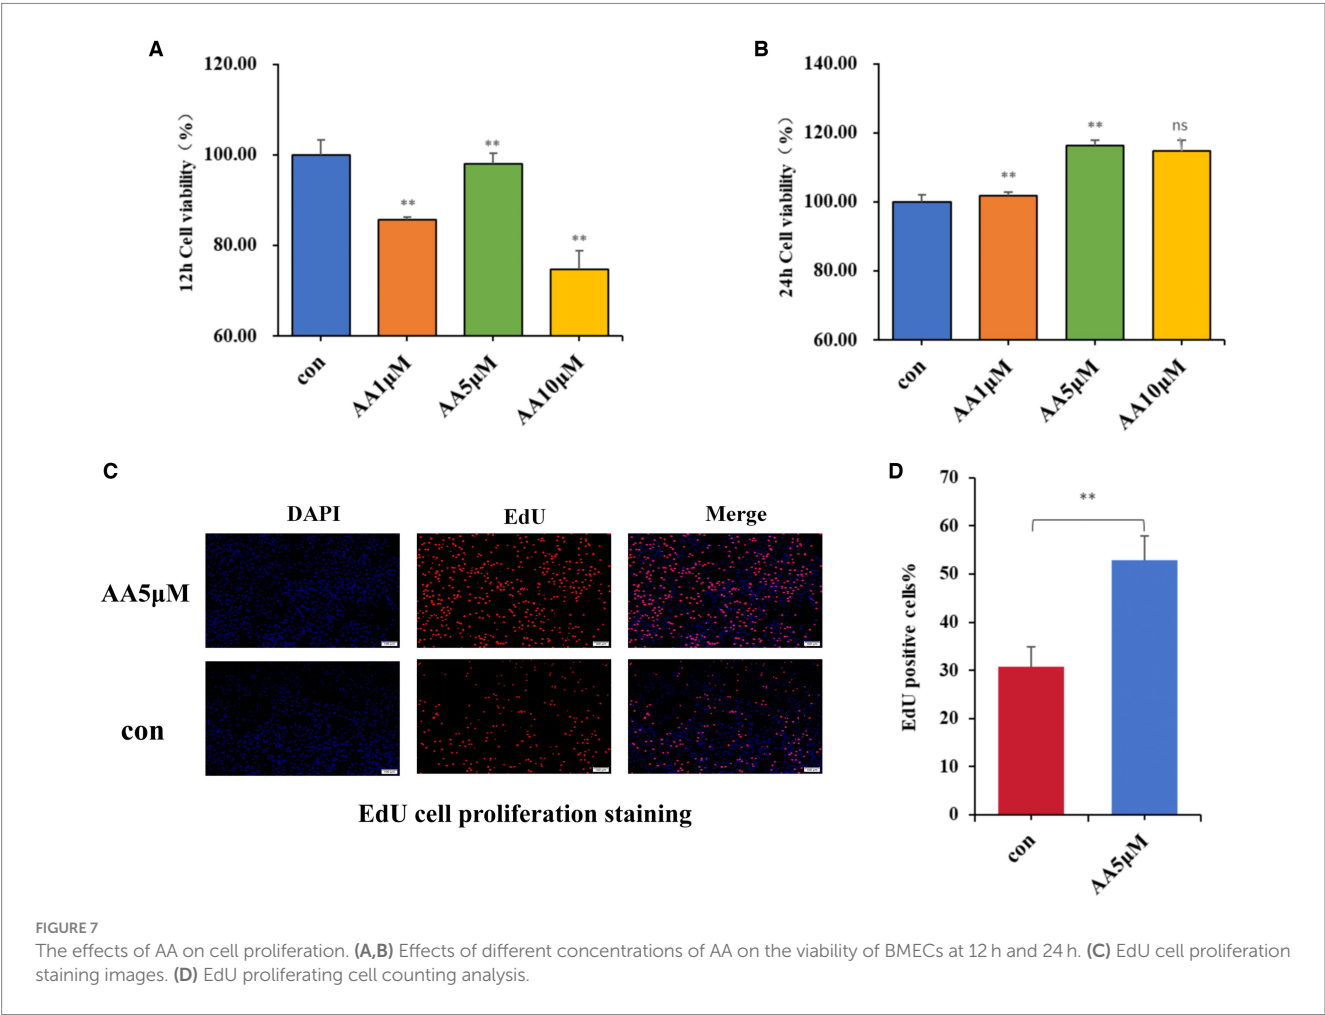 A
120.00
100.00
80.00
60.00
12h Cell viability（%）
**
**
**
con
AA1μM
AA5μM
AA10μM
B
140.00
120.00
100.00
80.00
60.00
24h Cell viability（%）
**
**
ns
con
AA1μM
AA5μM
AA10μM
C
DAPI
EdU
Merge
AA5μM
con
EdU cell proliferation staining
D
70
60
50
40
30
20
10
0
EdU positive cells%
**
con
AA5μM
FIGURE 7
The effects of AA on cell proliferation. (A,B) Effects of different concentrations of AA on the viability of BMECs at 12 h and 24 h. (C) EdU cell proliferation
staining images. (D) EdU proliferating cell counting analysis.